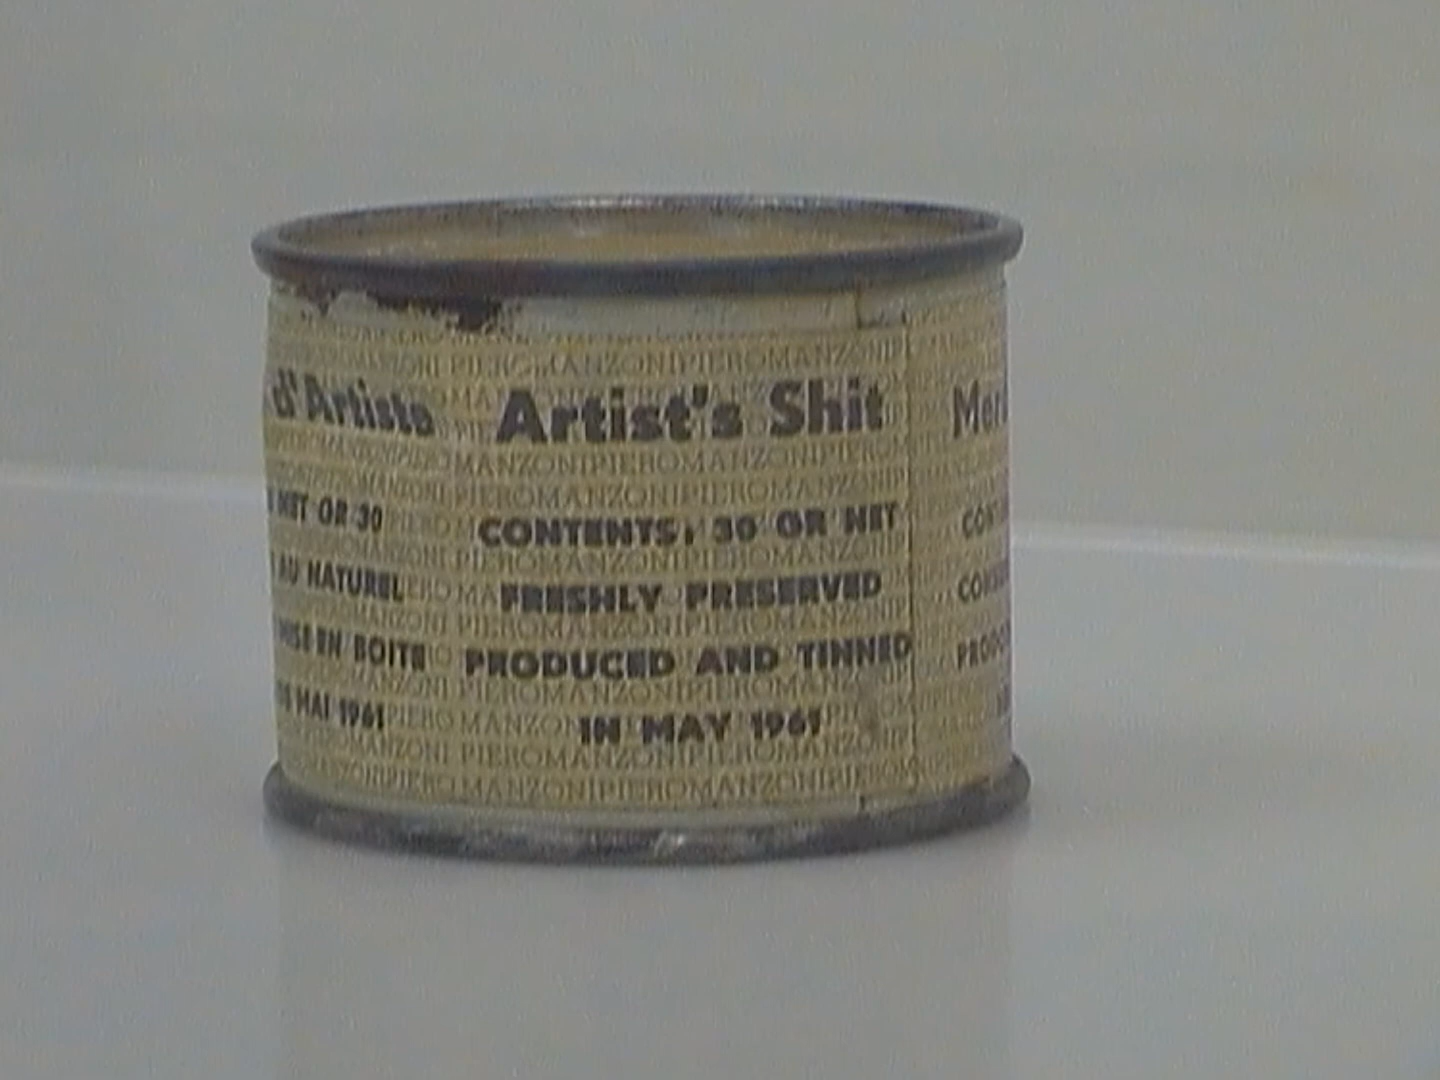 PIEROMANZONIPIEROMANZONI
d'Artiste
NET GR 30
AU NATUREL
MISE EN BOITE
MAI 1961
Artist's Shit
CONTENTS: 30 GR NET
FRESHLY PRESERVED
PRODUCED AND TINNED
IN MAY 1961